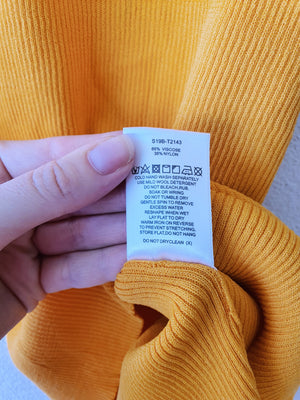 S19B-T2143
65% VISCOSE
35% NYLON
COLD HAND WASH SEPARATELY
USE MILD WOOL DETERGENT
DO NOT BLEACH, RUB,
SOAK OR WRING
DO NOT TUMBLE DRY
GENTLE SPIN TO REMOVE
EXCESS WATER
RESHAPE WHEN WET
LAY FLAT TO DRY
WARM IRON ON REVERSE
TO PREVENT STRETCHING.
STORE FLAT, DO NOT HANG
DO NOT DRYCLEAN (X)